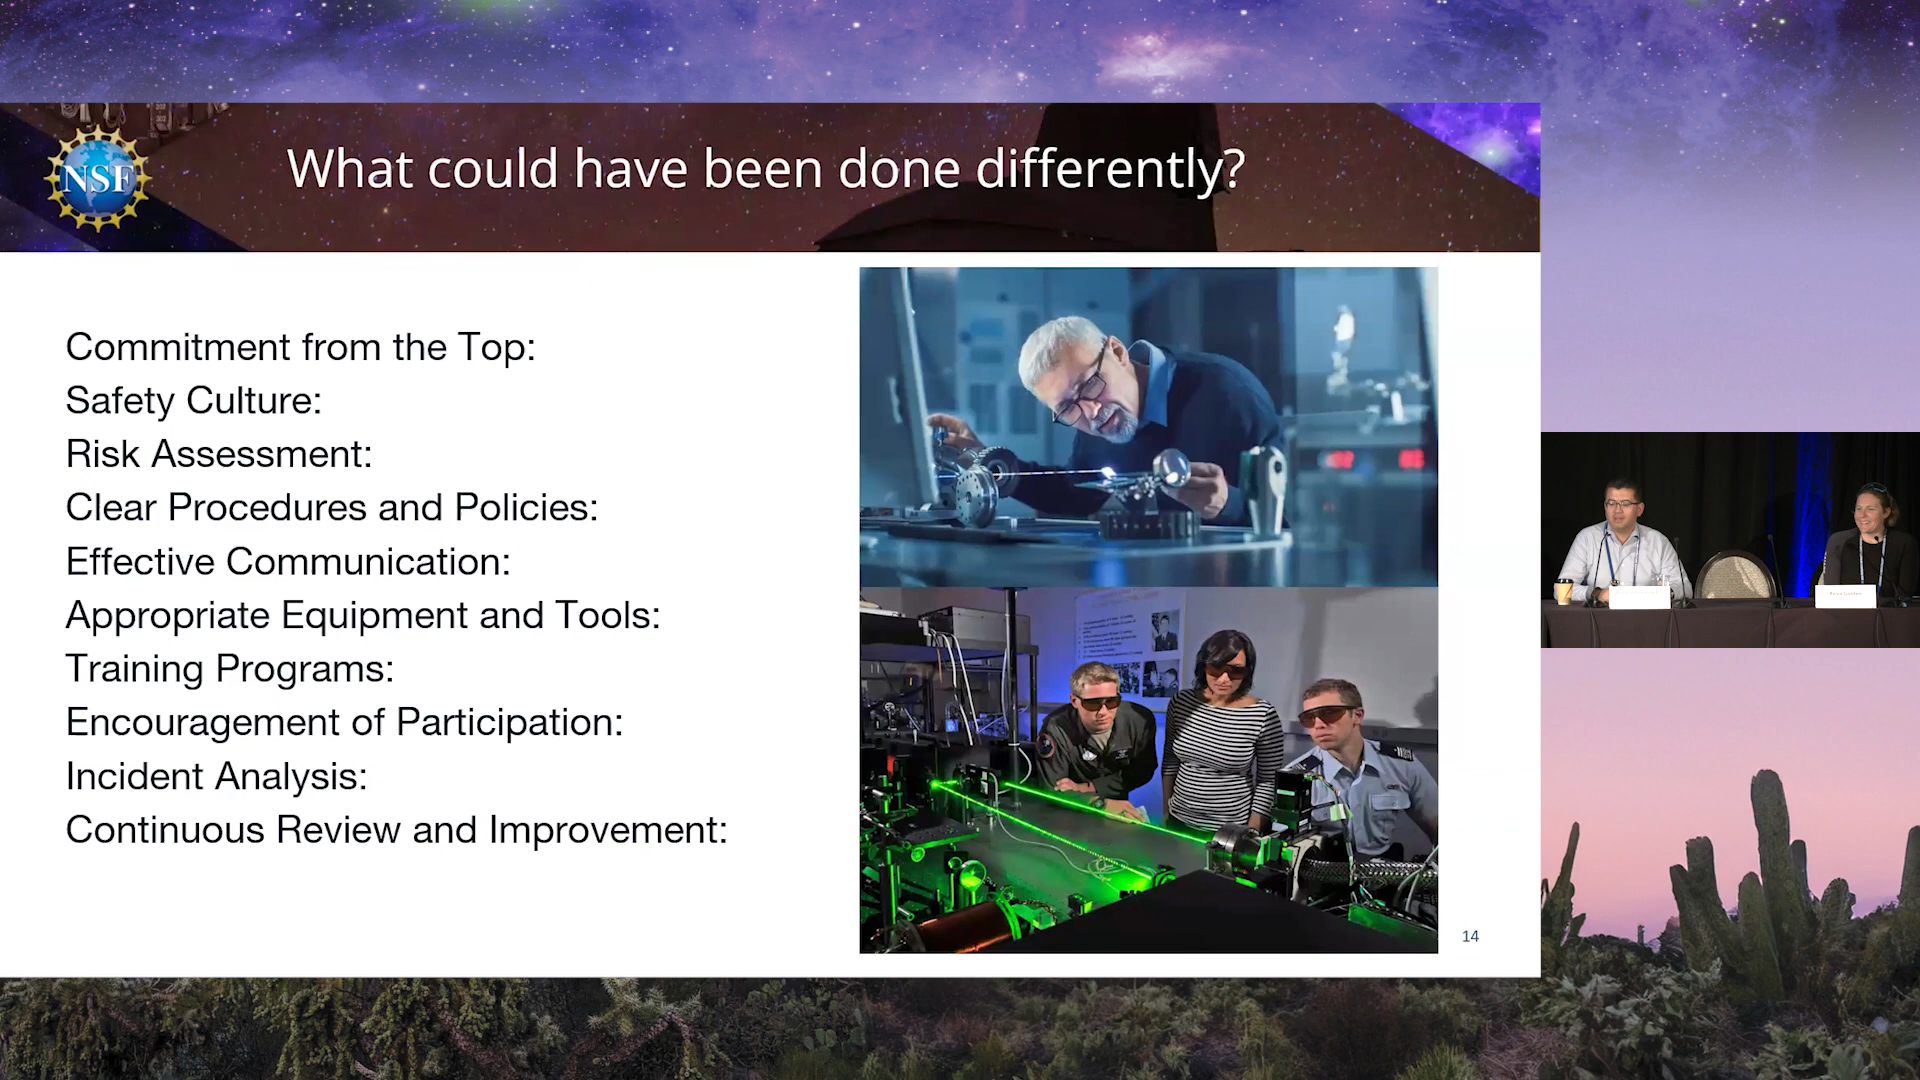 NSF
What could have been done differently?
Commitment from the Top:
Safety Culture:
Risk Assessment:
Clear Procedures and Policies:
Effective Communication:
Appropriate Equipment and Tools:
Training Programs:
Encouragement of Participation:
Incident Analysis:
Continuous Review and Improvement:
14